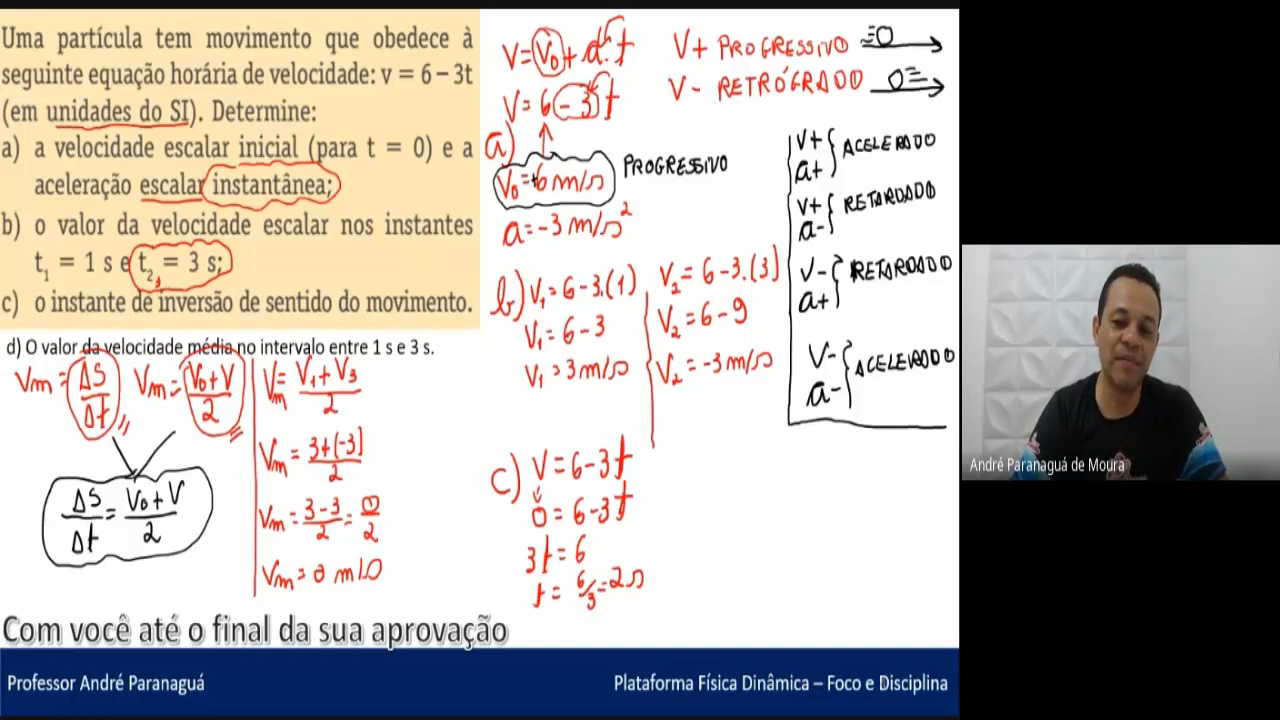 Uma partícula tem movimento que obedece à
seguinte equação horária de velocidade: v = 6 – 3t
(em unidades do SI). Determine:
a) a velocidade escalar inicial (para t = 0) e a
aceleração escalar instantânea;
b) o valor da velocidade escalar nos instantes
t₁ = 1 s e t₂ = 3 s;
c) o instante de inversão de sentido do movimento.
d) O valor da velocidade média no intervalo entre 1 s e 3 s.
Vm = ΔS/Δt Vm = V0+V/2
ΔS/Δt = V0+V/2
Vm = V1+V3/2
Vm = 3+(-3)/2
Vm = 3-3/2 = 0/2
Vm = 0 m/s
V = V0 + a.t
V = 6 - 3 t
a)
V0 = +6 m/s PROGRESSIVO
a = -3 m/s²
b) V1 = 6-3.(1)
V1 = 6-3
V1 = 3 m/s
V2 = 6-3.(3)
V2 = 6-9
V2 = -3 m/s
c) V = 6-3t
0 = 6-3t
3t = 6
t = 6/3 = 2s
V+ PROGRESSIVO
V- RETRÓGRADO
V+
a+ ACELERADO
V+
a- RETARDADO
V-
a+ RETARDADO
V-
a- ACELERADO
André Paranaguá de Moura
Com você até o final da sua aprovação
Professor André Paranaguá
Plataforma Física Dinâmica – Foco e Disciplina